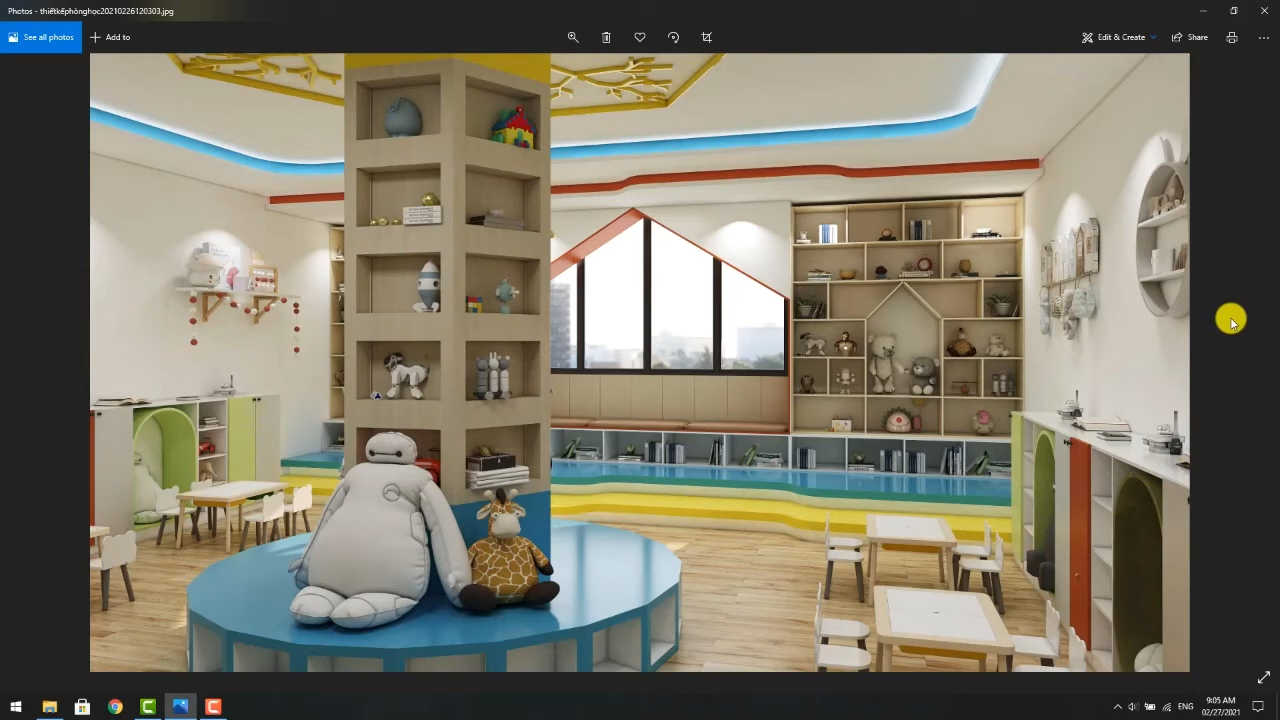 Photos - thiếtkếphònghọc20210226120303.jpg
See all photos
Add to
Edit & Create
Share
ENG
9:05 AM
02/27/2021